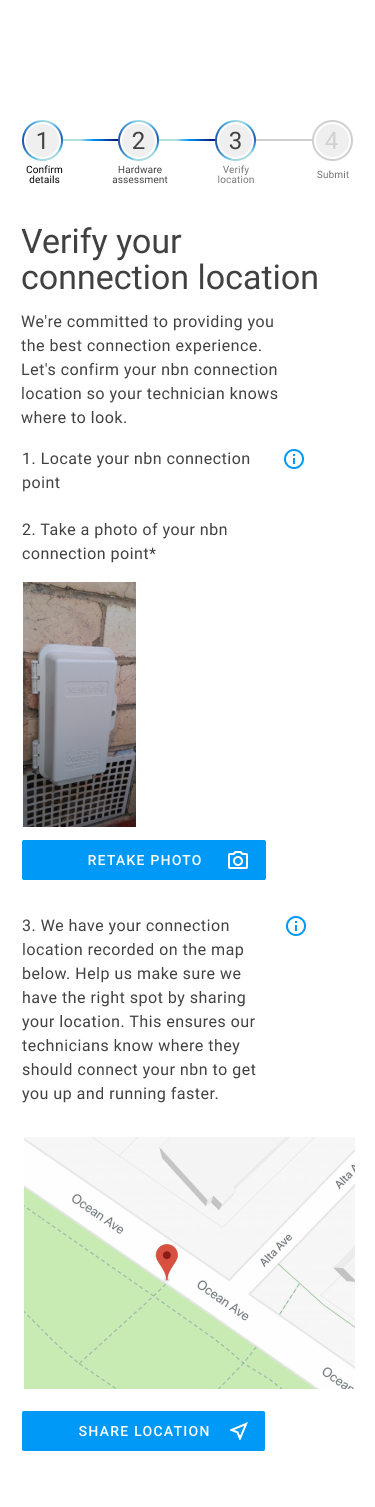 1
2
3
4
Confirm
details
Hardware
assessment
Verify
location
Submit
Verify your
connection location
We're committed to providing you
the best connection experience.
Let's confirm your nbn connection
location so your technician knows
where to look.
1. Locate your nbn connection
point
2. Take a photo of your nbn
connection point*
RETAKE PHOTO
3. We have your connection
location recorded on the map
below. Help us make sure we
have the right spot by sharing
your location. This ensures our
technicians know where they
should connect your nbn to get
you up and running faster.
Alta A
Ocean Ave
Alta Ave
Ocean Ave
Ocea
SHARE LOCATION